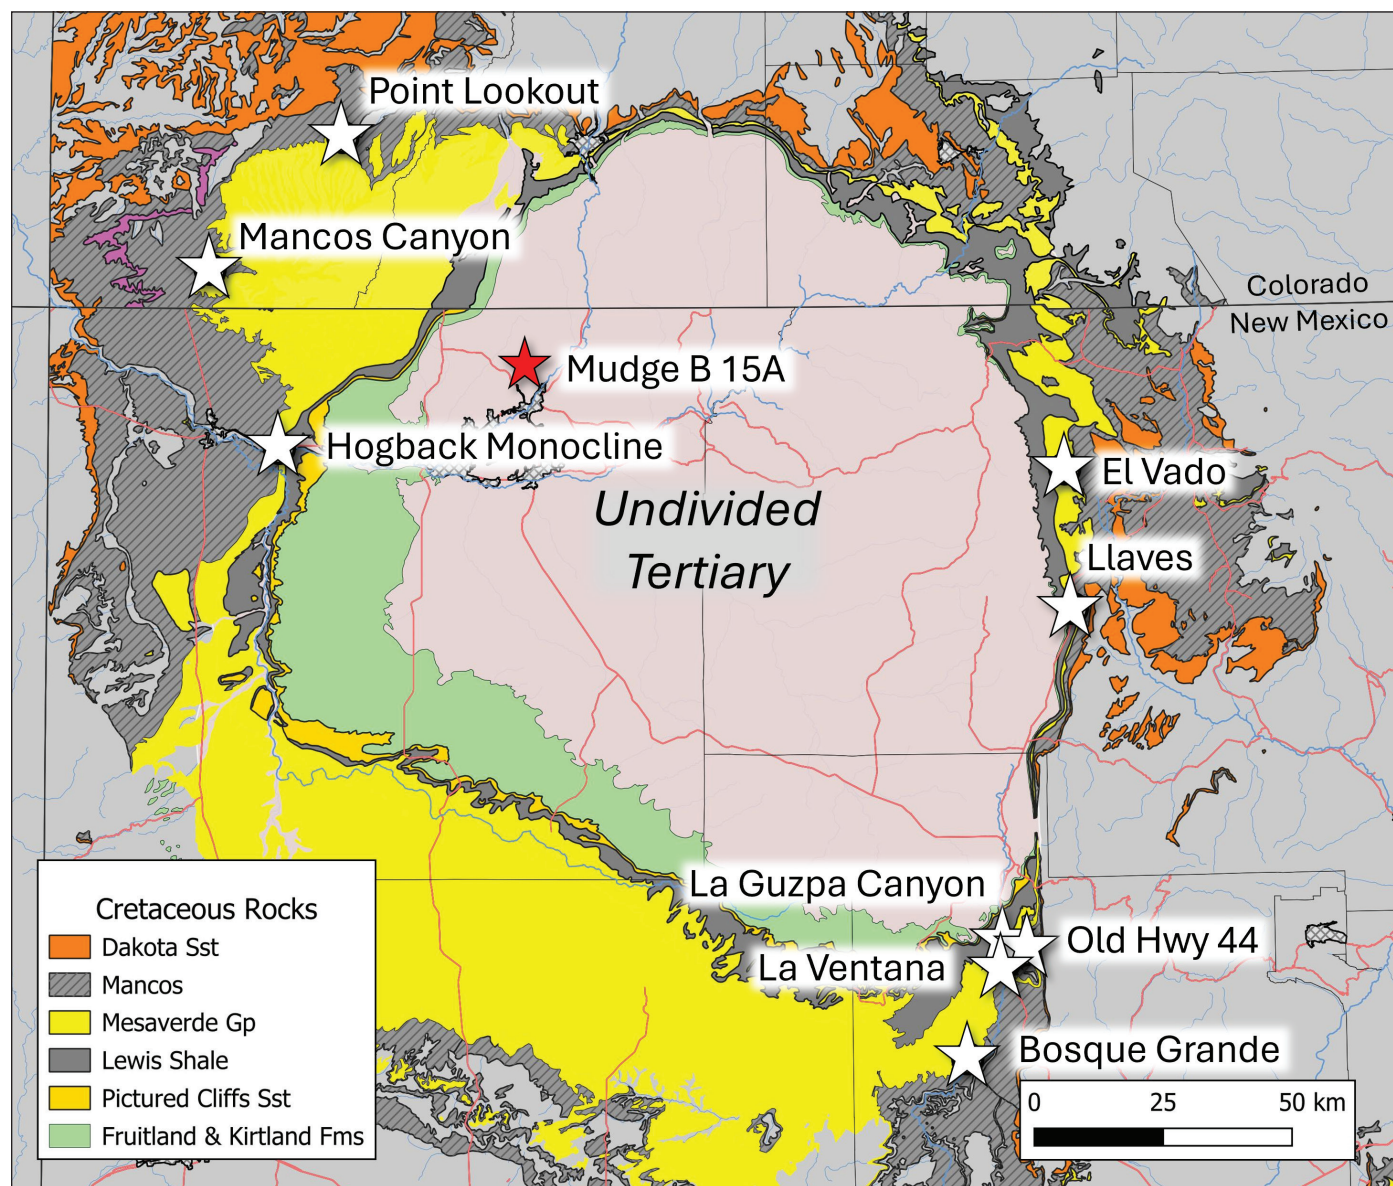 Point Lookout
Mancos Canyon
Colorado
New Mexico
Mudge B 15A
Hogback Monocline
El Vado
Undivided
Tertiary
Llaves
La Guzpa Canyon
Old Hwy 44
La Ventana
Bosque Grande
0 25 50 km
Cretaceous Rocks
Dakota Sst
Mancos
Mesaverde Gp
Lewis Shale
Pictured Cliffs Sst
Fruitland & Kirtland Fms